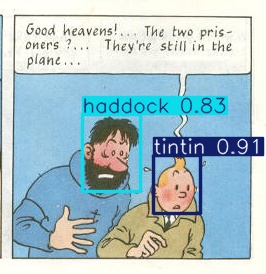 Good heavens!... The two pris-
oners ?... They're still in the
plane...
haddock 0.83
tintin 0.91